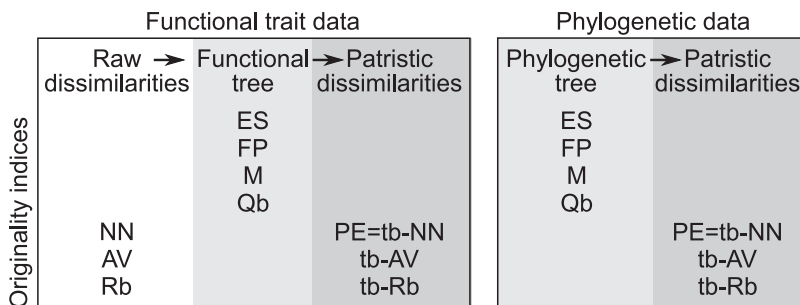 Functional trait data
Phylogenetic data
Raw → Functional → Patristic
dissimilarities tree dissimilarities
Phylogenetic → Patristic
tree dissimilarities
Originality indices
ES
FP
M
Qb
ES
FP
M
Qb
NN PE=tb-NN
AV tb-AV
Rb tb-Rb
PE=tb-NN
tb-AV
tb-Rb